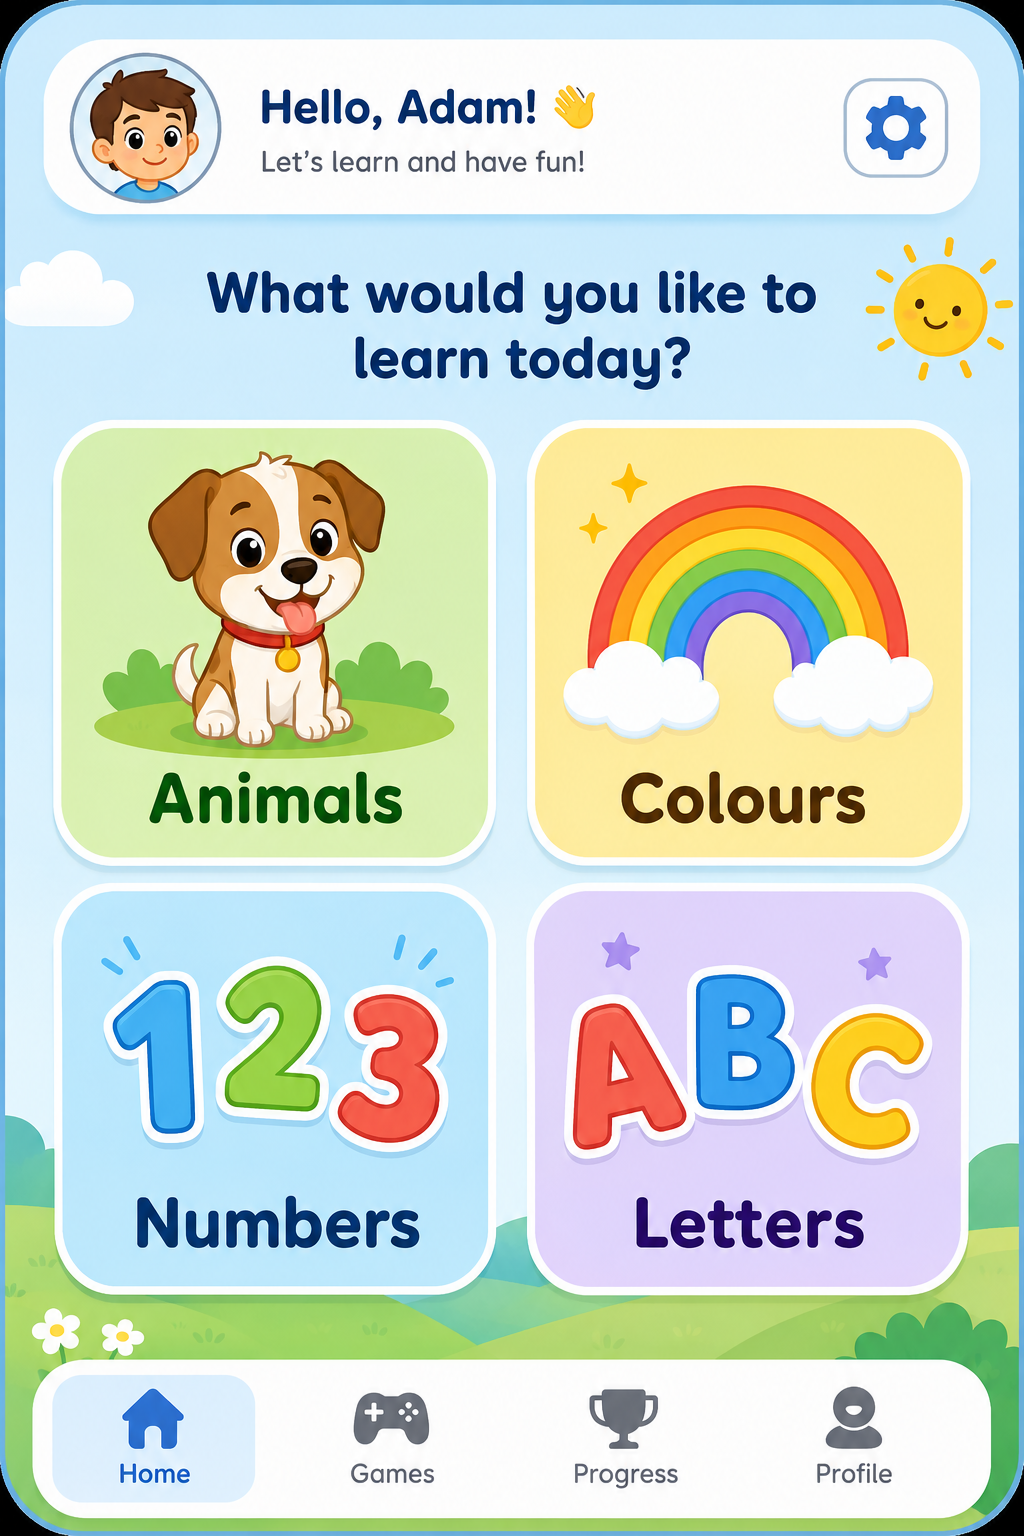 Hello, Adam! 👋
Let's learn and have fun!
What would you like to
learn today?
Animals
Colours
123
Numbers
ABC
Letters
Home
Games
Progress
Profile